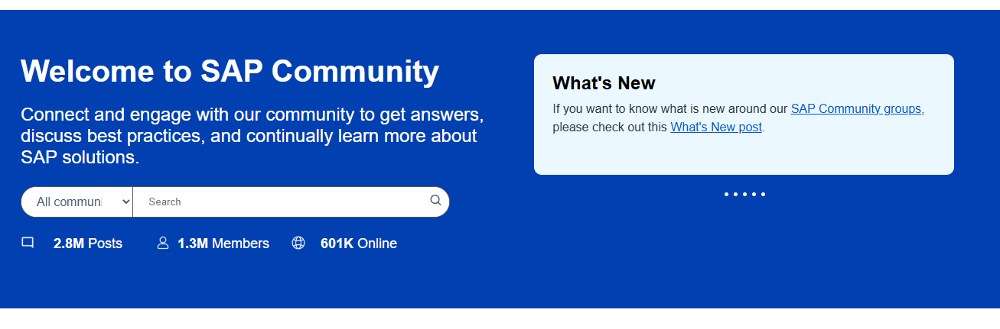 Welcome to SAP Community
Connect and engage with our community to get answers,
discuss best practices, and continually learn more about
SAP solutions.
All communi
Search
2.8M Posts
1.3M Members
601K Online
What's New
If you want to know what is new around our SAP Community groups,
please check out this What's New post.